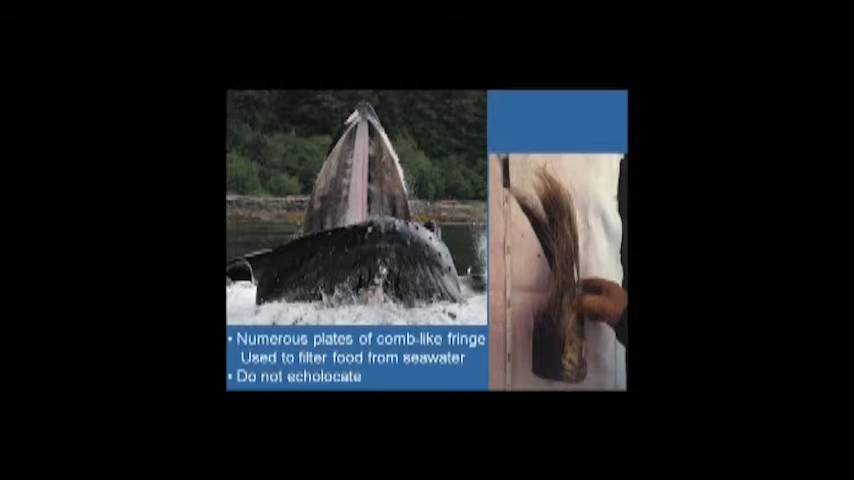 • Numerous plates of comb-like fringe
Used to filter food from seawater
• Do not echolocate